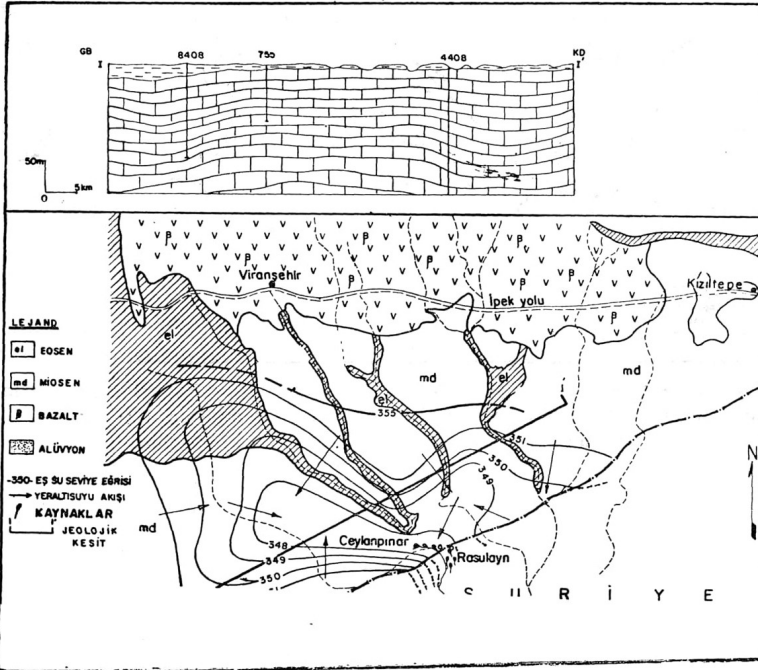 GB
KD
I
8408
755
4408
I'
50m
0
5km
β
β
β
β
β
β
Viranşehir
İpek yolu
Kızıltepe
LEJAND
el EOSEN
md MİOSEN
β BAZALT
ALÜVYON
-350- EŞ SU SEVİYE EĞRİSİ
YERALTISUYU AKIŞI
KAYNAKLAR
JEOLOJİK
KESİT
el
md
md
el
el
355
351
350
349
N
md
348
349
350
Ceylanpınar
Rasulayn
SURİYE